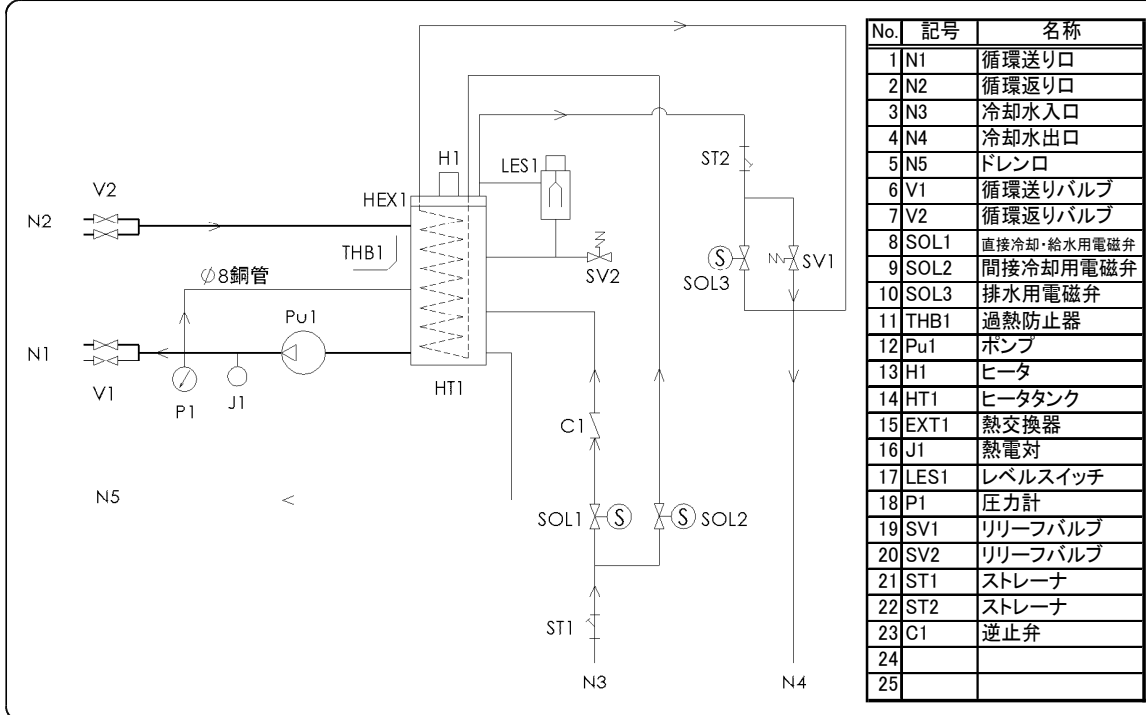 H1
LES1
ST2
V2
HEX1
N2
THB1
SV2
S
SOL3
SV1
∅8銅管
Pu1
N1
V1
P1
J1
HT1
C1
N5
SOL1
S
S
SOL2
ST1
N3
N4
No. 記号 名称
1 N1 循環送り口
2 N2 循環返り口
3 N3 冷却水入口
4 N4 冷却水出口
5 N5 ドレン口
6 V1 循環送りバルブ
7 V2 循環返りバルブ
8 SOL1 直接冷却・給水用電磁弁
9 SOL2 間接冷却用電磁弁
10 SOL3 排水用電磁弁
11 THB1 過熱防止器
12 Pu1 ポンプ
13 H1 ヒータ
14 HT1 ヒータタンク
15 EXT1 熱交換器
16 J1 熱電対
17 LES1 レベルスイッチ
18 P1 圧力計
19 SV1 リリーフバルブ
20 SV2 リリーフバルブ
21 ST1 ストレーナ
22 ST2 ストレーナ
23 C1 逆止弁
24
25